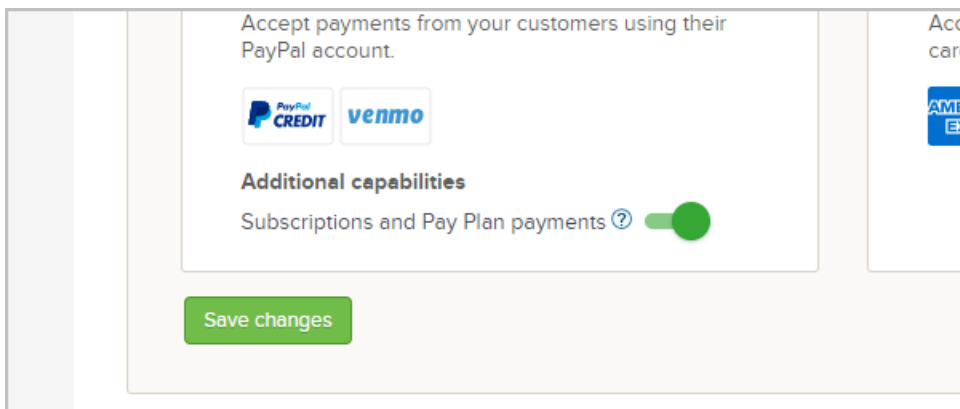 Accept payments from your customers using their
PayPal account.
PayPal
CREDIT
venmo
Additional capabilities
Subscriptions and Pay Plan payments ?
Save changes